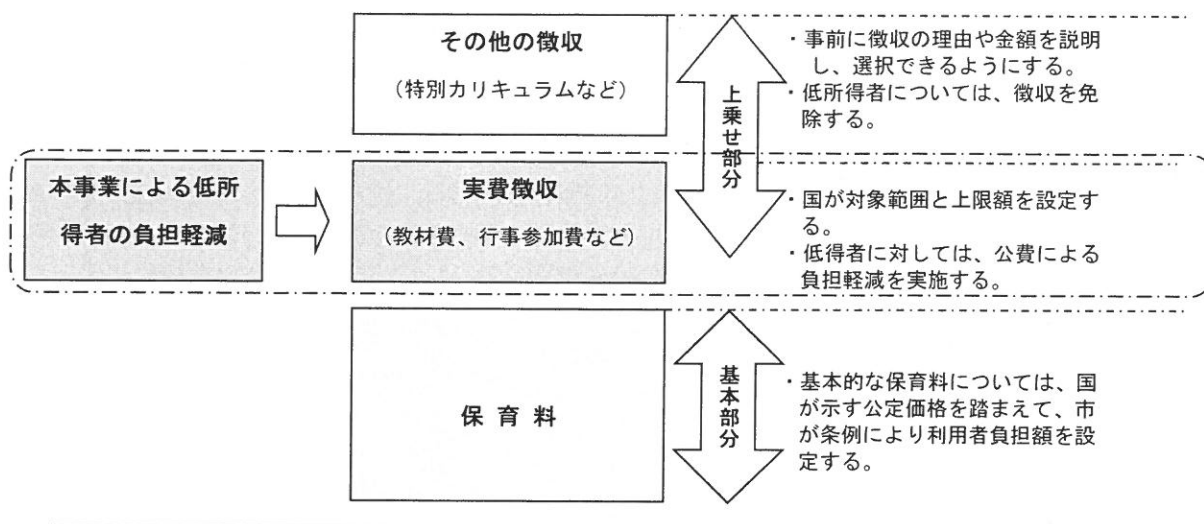 その他の徴収
（特別カリキュラムなど）
上乗せ部分
・事前に徴収の理由や金額を説明
し、選択できるようにする。
・低所得者については、徴収を免
除する。
本事業による低所
得者の負担軽減
実費徴収
（教材費、行事参加費など）
・国が対象範囲と上限額を設定す
る。
・低得者に対しては、公費による
負担軽減を実施する。
保 育 料
基本部分
・基本的な保育料については、国
が示す公定価格を踏まえて、市
が条例により利用者負担額を設
定する。